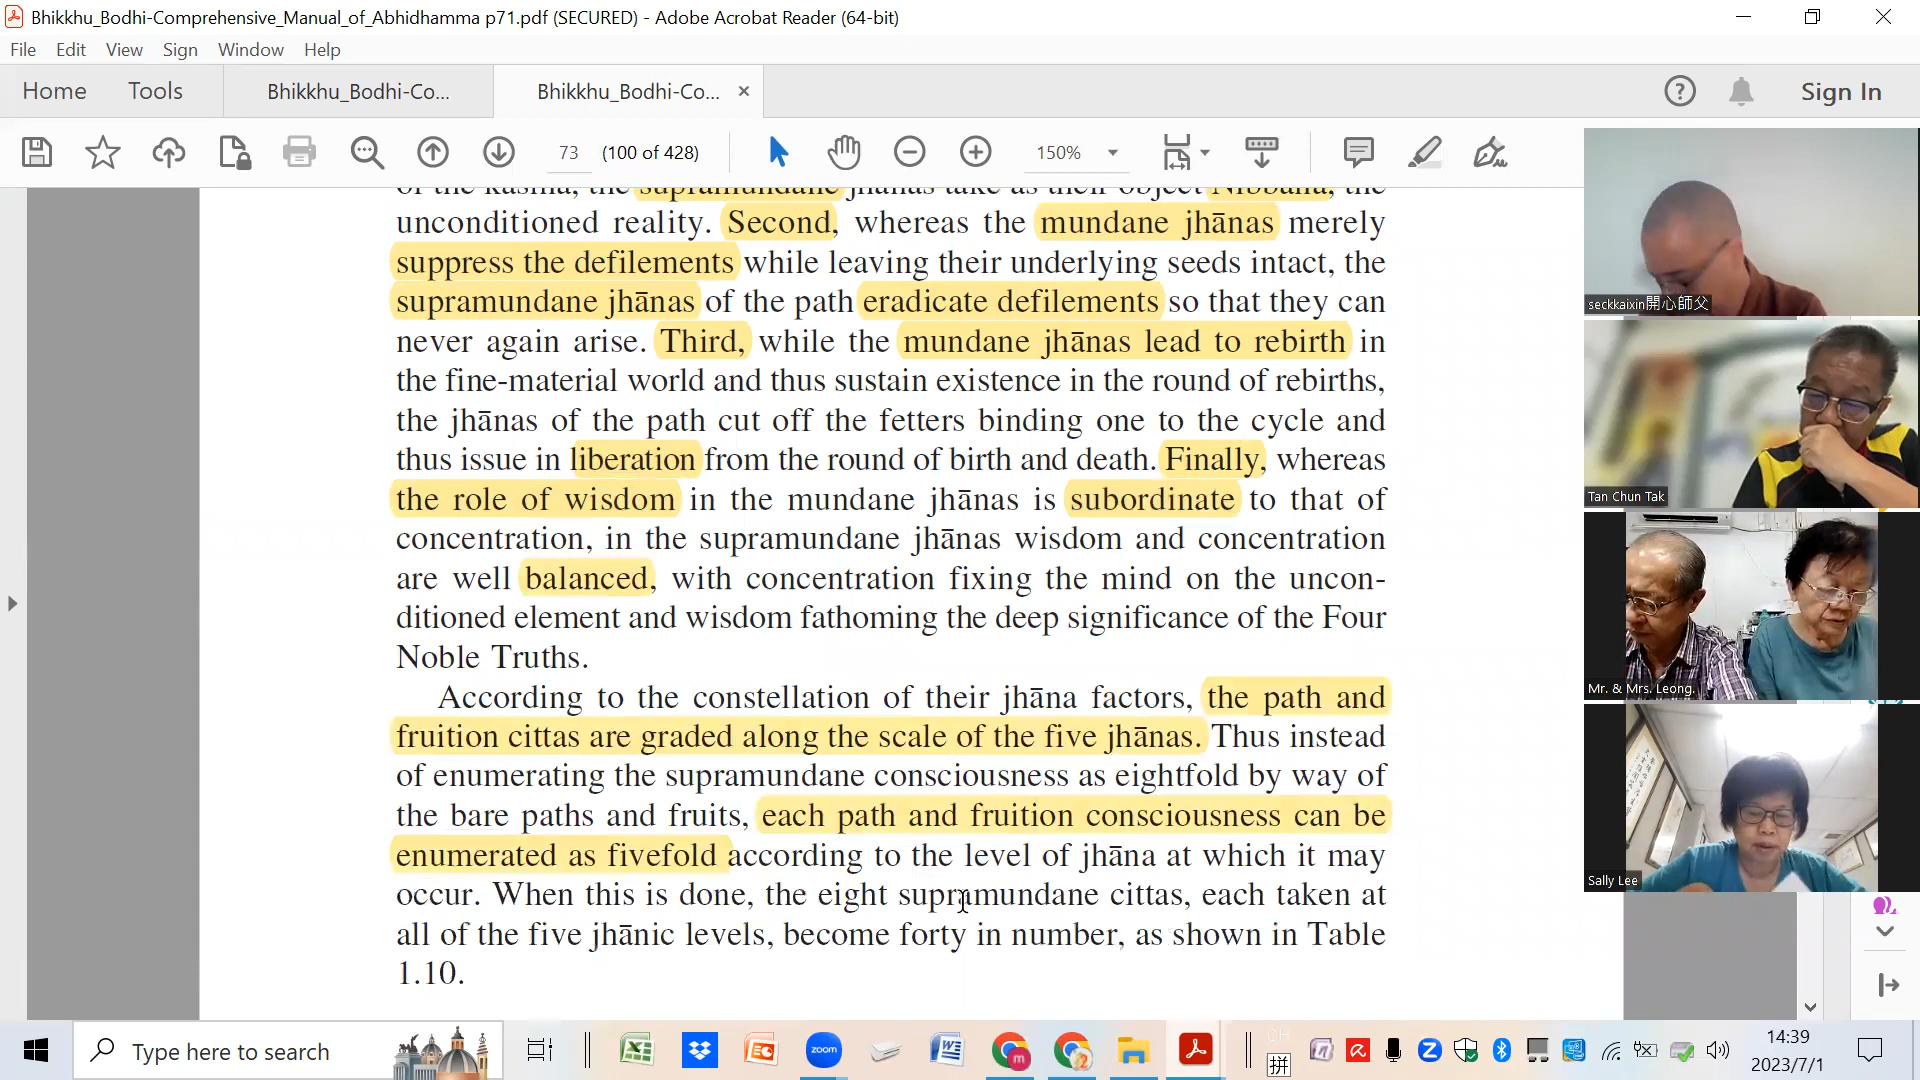 Bhikkhu_Bodhi-Comprehensive_Manual_of_Abhidhamma p71.pdf (SECURED) - Adobe Acrobat Reader (64-bit)
File Edit View Sign Window Help
Home Tools Bhikkhu_Bodhi-Co... Bhikkhu_Bodhi-Co... × Sign In
73 (100 of 428) 150%
of the kasina, the supramundane jhānas take as their object Nibbāna, the
unconditioned reality. Second, whereas the mundane jhānas merely
suppress the defilements while leaving their underlying seeds intact, the
supramundane jhānas of the path eradicate defilements so that they can
never again arise. Third, while the mundane jhānas lead to rebirth in
the fine-material world and thus sustain existence in the round of rebirths,
the jhānas of the path cut off the fetters binding one to the cycle and
thus issue in liberation from the round of birth and death. Finally, whereas
the role of wisdom in the mundane jhānas is subordinate to that of
concentration, in the supramundane jhānas wisdom and concentration
are well balanced, with concentration fixing the mind on the uncon-
ditioned element and wisdom fathoming the deep significance of the Four
Noble Truths.
According to the constellation of their jhāna factors, the path and
fruition cittas are graded along the scale of the five jhānas. Thus instead
of enumerating the supramundane consciousness as eightfold by way of
the bare paths and fruits, each path and fruition consciousness can be
enumerated as fivefold according to the level of jhāna at which it may
occur. When this is done, the eight supramundane cittas, each taken at
all of the five jhānic levels, become forty in number, as shown in Table
1.10.
seckkaixin開心師父
Tan Chun Tak
Mr. & Mrs. Leong.
Sally Lee
Type here to search
zoom
拼
14:39
2023/7/1